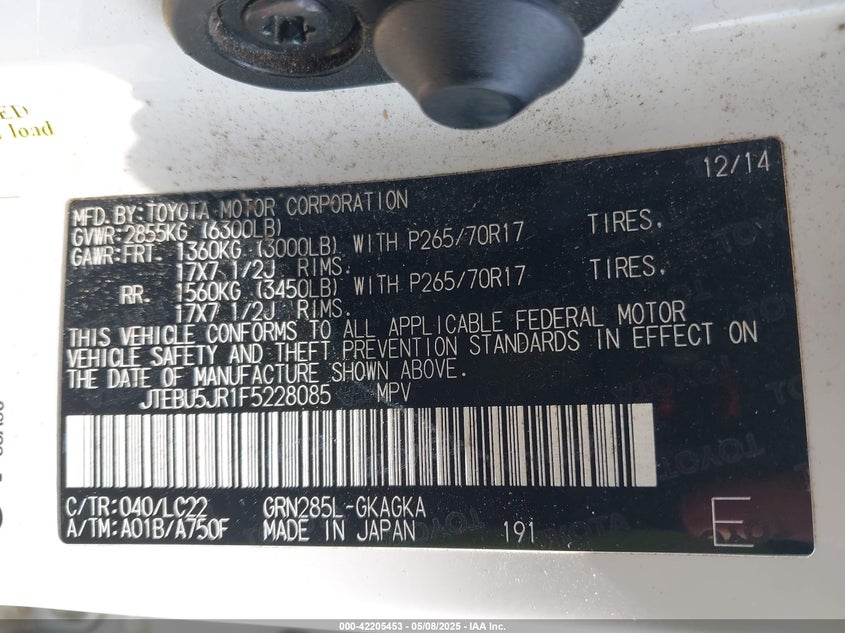 ED)
load
12/14
MFD. BY: TOYOTA MOTOR CORPORATION
GVWR: 2855KG (6300LB)
GAWR: FRT. 1360KG (3000LB) WITH P265/70R17 TIRES,
17X7 1/2J RIMS.
RR. 1560KG (3450LB) WITH P265/70R17 TIRES,
17X7 1/2J RIMS.
THIS VEHICLE CONFORMS TO ALL APPLICABLE FEDERAL MOTOR
VEHICLE SAFETY AND THEFT PREVENTION STANDARDS IN EFFECT ON
THE DATE OF MANUFACTURE SHOWN ABOVE.
JTEBU5JR1F5228085 MPV
C/TR: 040/LC22 GRN285L-GKAGKA
A/TM: A01B/A750F MADE IN JAPAN 191 E
000-42205453 - 05/08/2025 - IAA Inc.